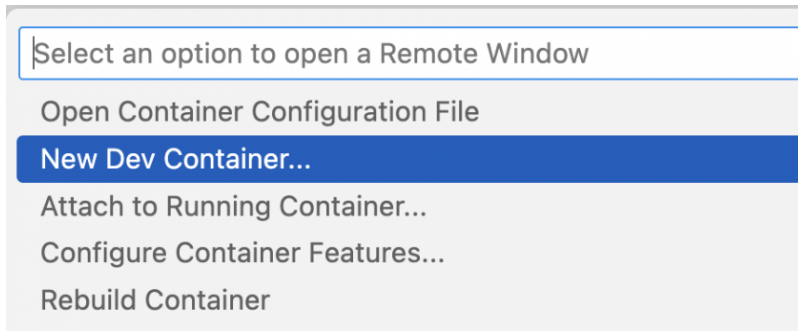 Select an option to open a Remote Window
Open Container Configuration File
New Dev Container...
Attach to Running Container...
Configure Container Features...
Rebuild Container